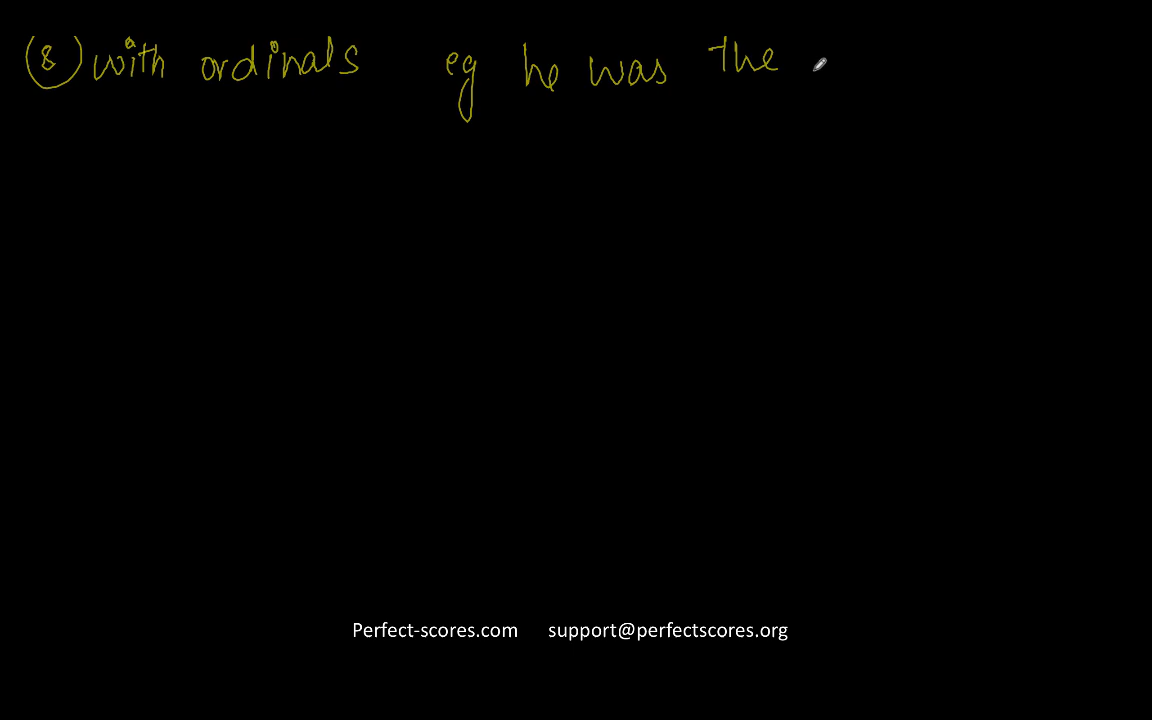 (8) with ordinals eg he was the
Perfect-scores.com support@perfectscores.org